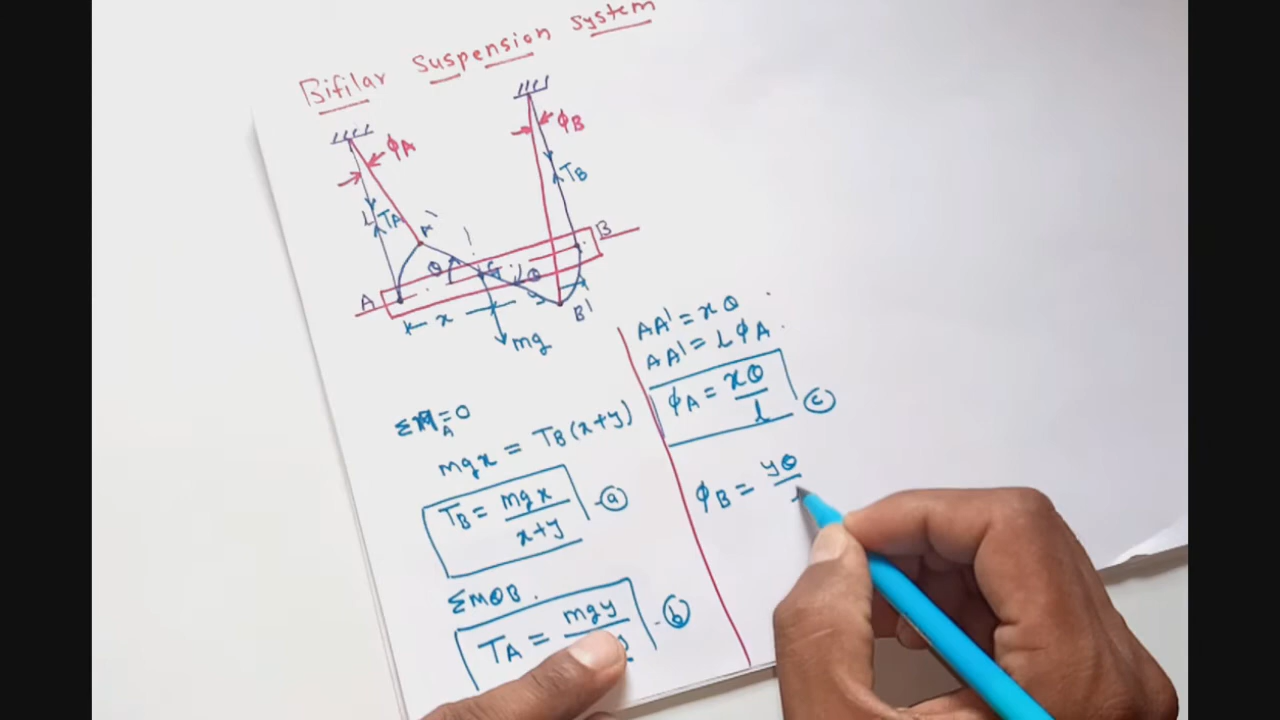 Bifilar Suspension System
ϕA
ϕB
TB
L
TA
A'
B
θ
G
θ
A
x
y
B'
mg
ΣM_A=0
mgx = TB(x+y)
TB = mgx/x+y -ⓐ
ΣM@B.
TA = mgy -ⓑ
AA' = xθ
AA' = LϕA
ϕA = xθ/L ⓒ
ϕB = yθ